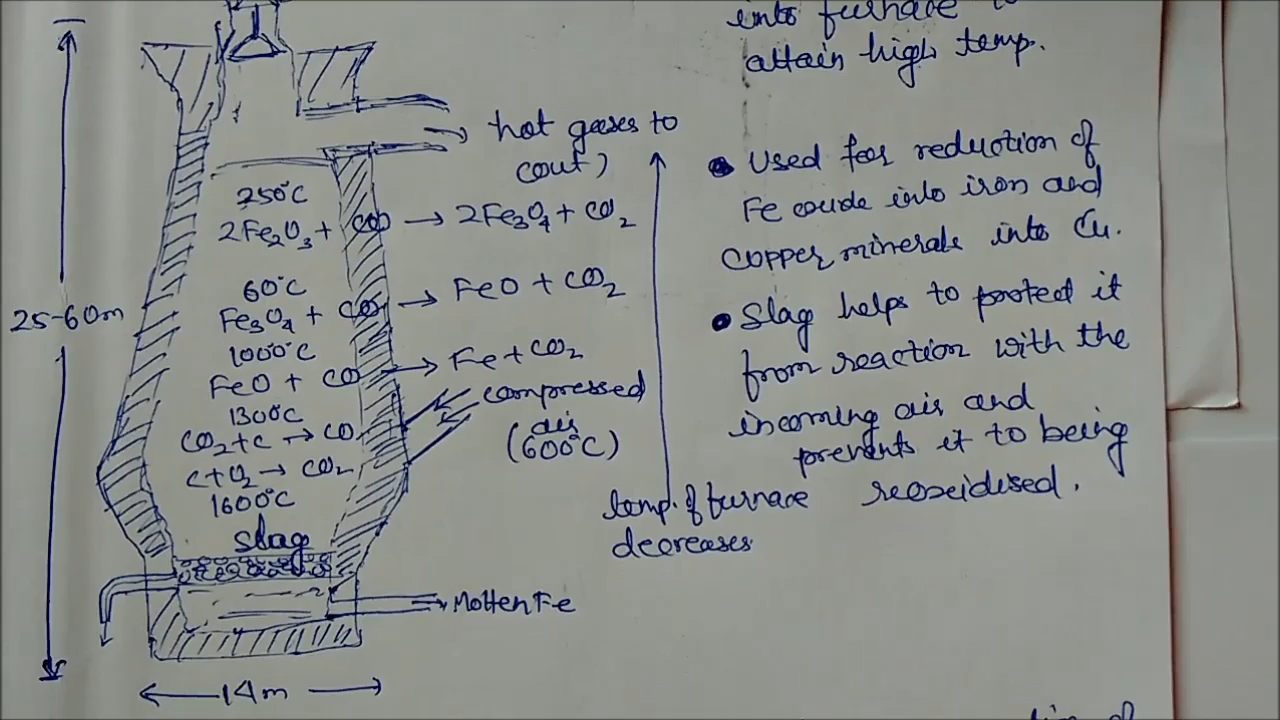 into furnace
attain high temp.
hot gases to
(out)
250°C
2Fe₂O₃ + CO → 2Fe₃O₄ + CO₂
60°C
Fe₃O₄ + CO → FeO + CO₂
1000°C
FeO + CO → Fe + CO₂
1300°C
CO₂ + C → CO
C + O₂ → CO₂
1600°C
slag
compressed
air
(600°C)
25-60m
Molten Fe
14m
temp. of furnace
decreases
• Used for reduction of
Fe oxide into iron and
copper minerals into Cu.
• Slag helps to protect it
from reaction with the
incoming air and
prevents it to being
reoxidised.